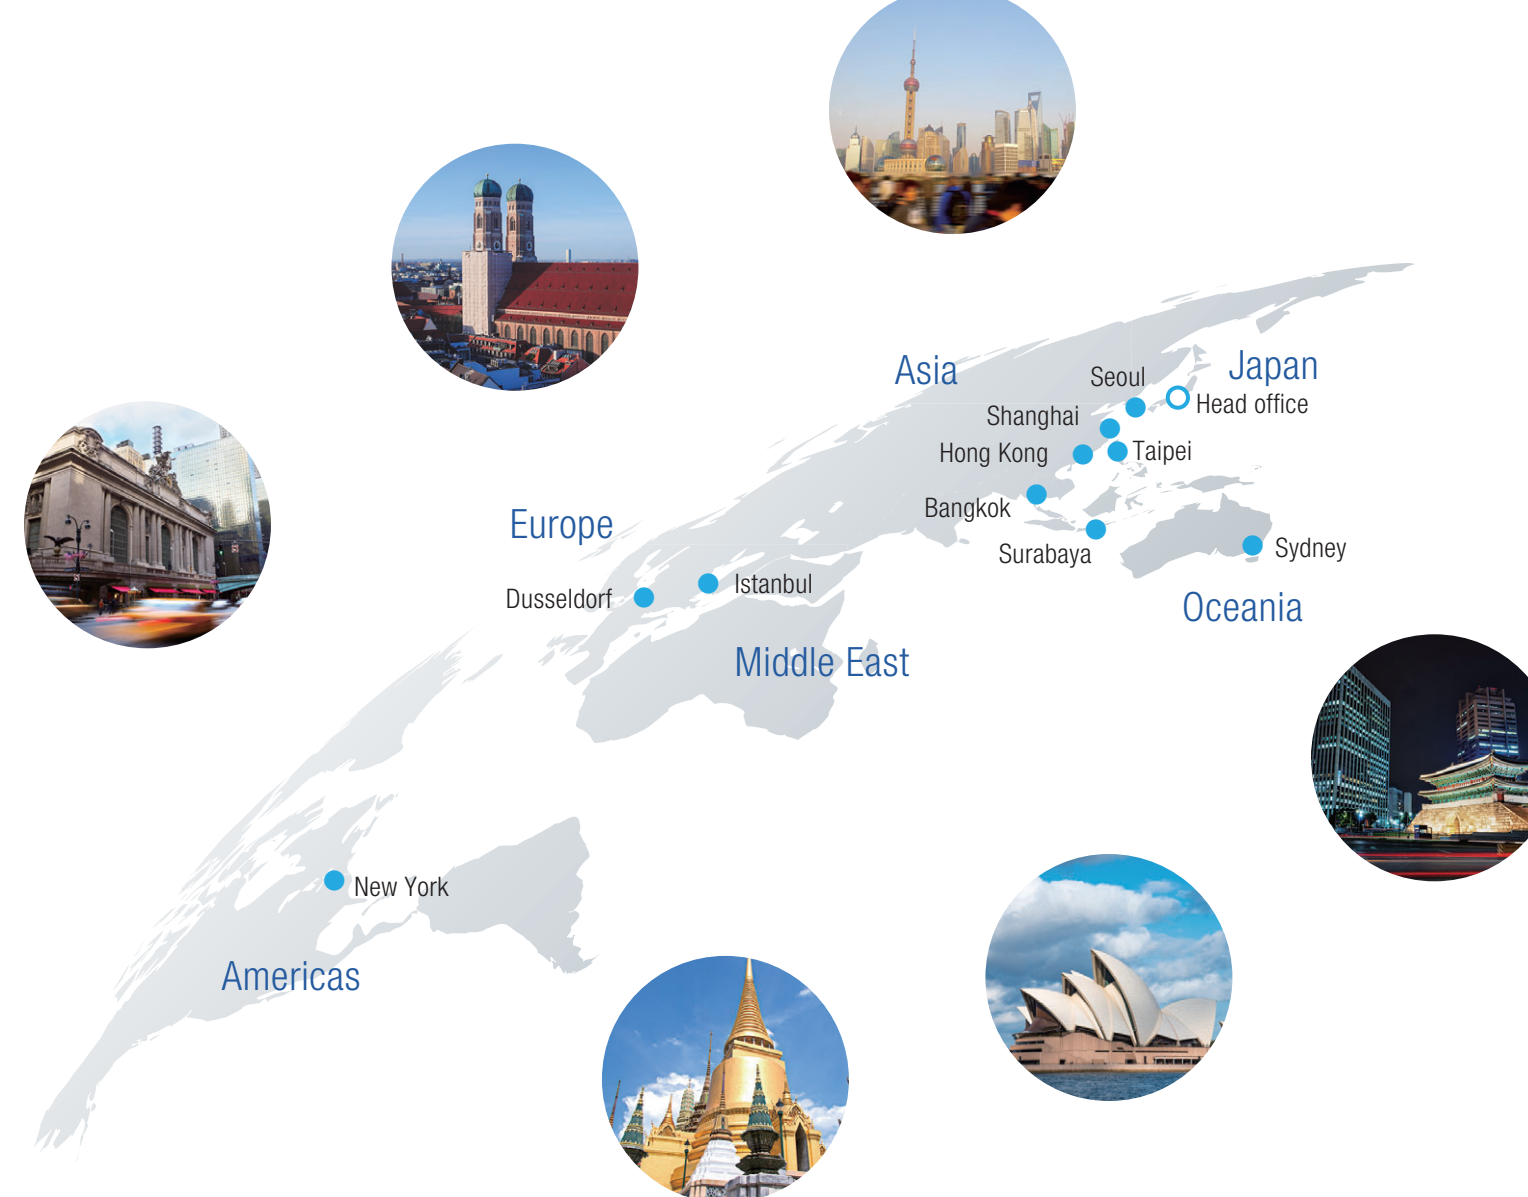 Asia
Japan
Seoul
Head office
Shanghai
Hong Kong
Taipei
Bangkok
Surabaya
Sydney
Oceania
Europe
Dusseldorf
Istanbul
Middle East
New York
Americas